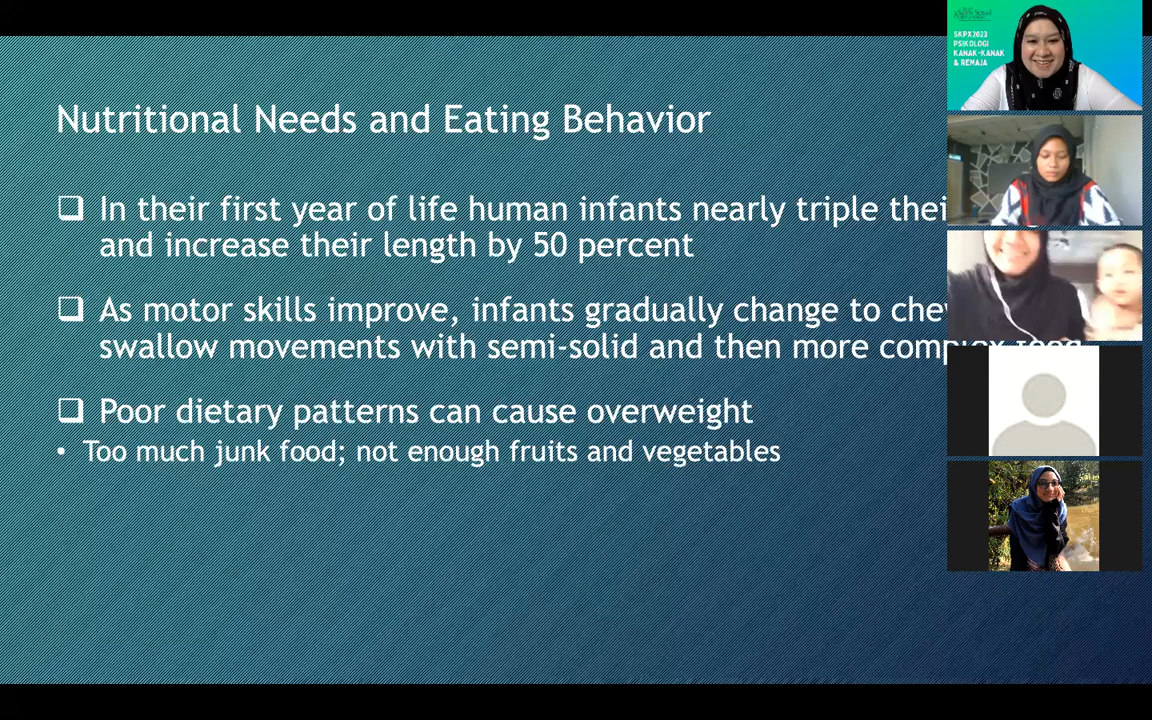 Nutritional Needs and Eating Behavior
In their first year of life human infants nearly triple
and increase their length by 50 percent
As motor skills improve, infants gradually change to
swallow movements with semi-solid and then more
Poor dietary patterns can cause overweight
• Too much junk food; not enough fruits and vegetables
SKPX2023
PSIKOLOGI
KANAK-KANAK
& REMAJA